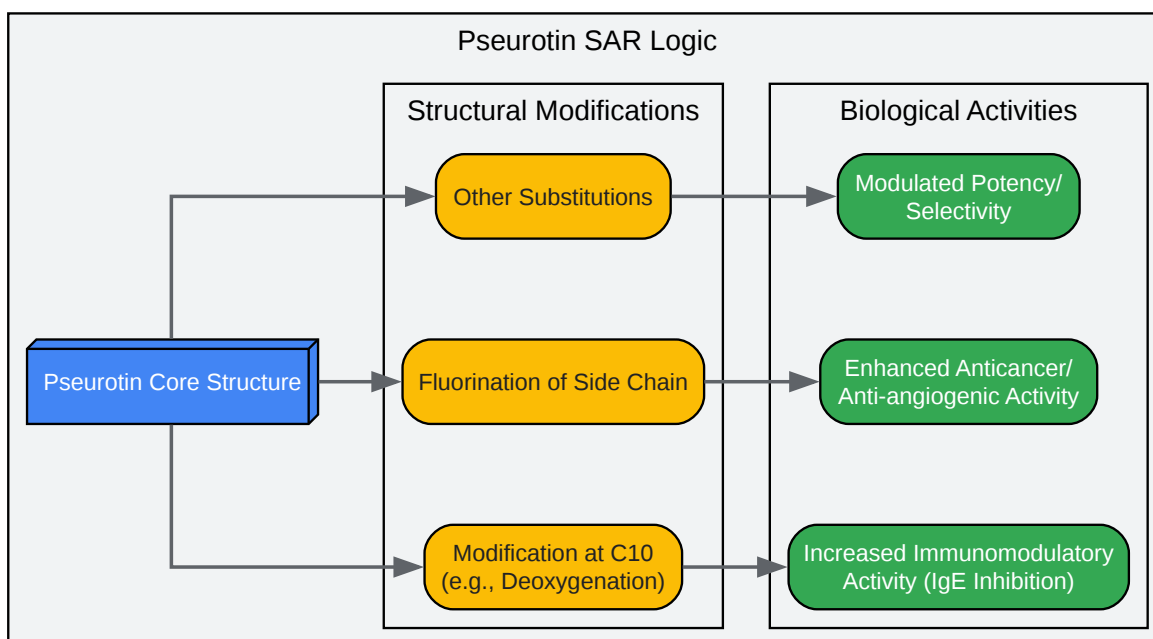 Pseurotin SAR Logic
Structural Modifications
Biological Activities
Other Substitutions
Modulated Potency/
Selectivity
Pseurotin Core Structure
Fluorination of Side Chain
Enhanced Anticancer/
Anti-angiogenic Activity
Modification at C10
(e.g., Deoxygenation)
Increased Immunomodulatory
Activity (IgE Inhibition)